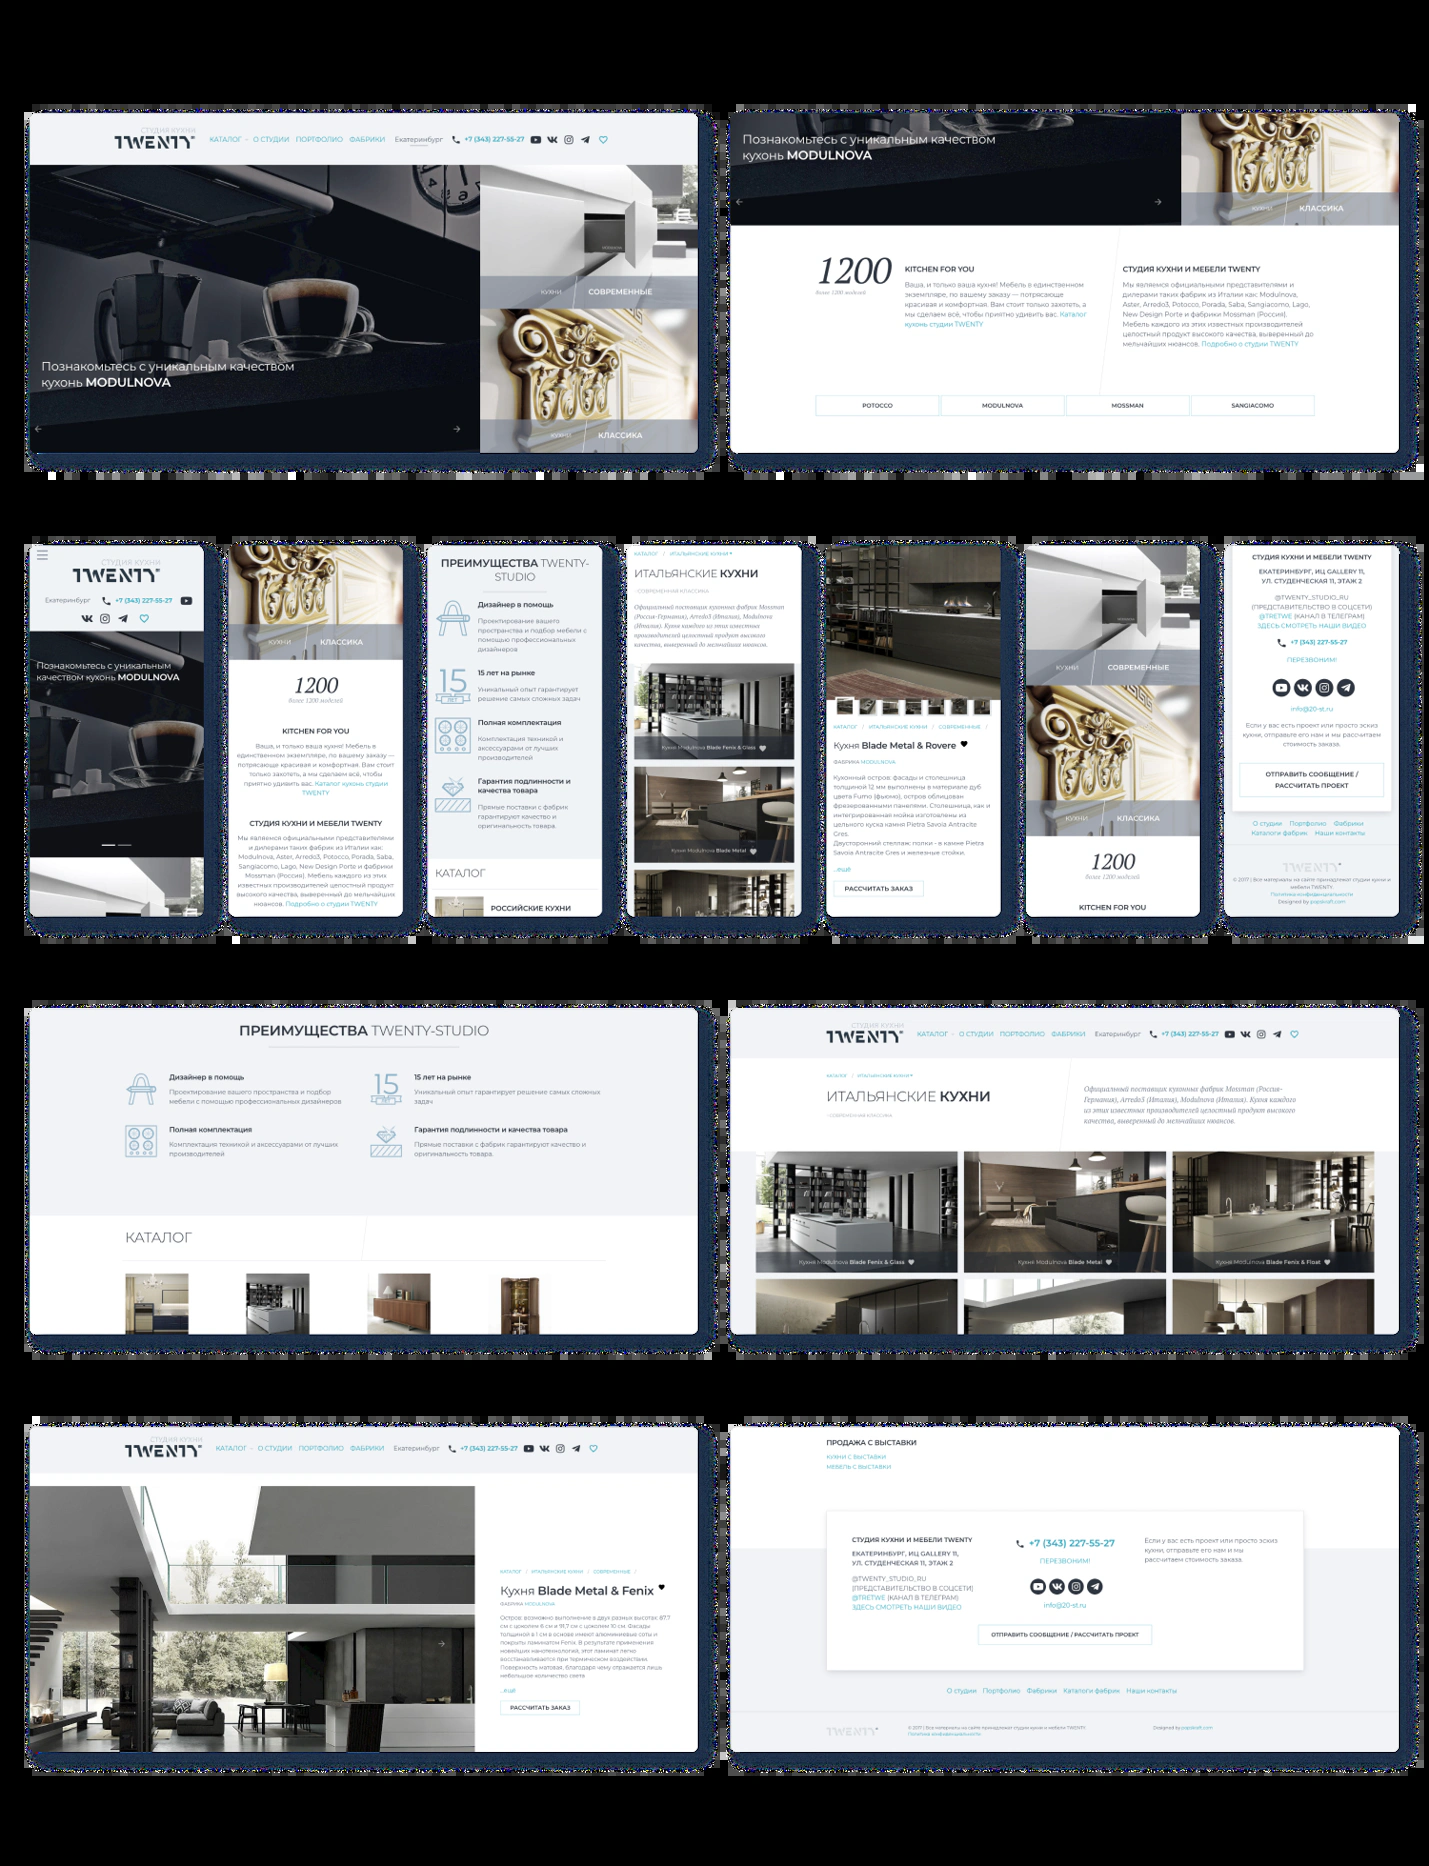 СТУДИЯ КУХНИ
TWENTY
КАТАЛОГ О СТУДИИ ПОРТФОЛИО ФАБРИКИ Екатеринбург +7 (343) 227-55-27
КУХНИ СОВРЕМЕННЫЕ
Познакомьтесь с уникальным качеством
кухонь MODULNOVA
КУХНИ КЛАССИКА
Познакомьтесь с уникальным качеством
кухонь MODULNOVA
КУХНИ КЛАССИКА
1200
более 1200 моделей
KITCHEN FOR YOU
Ваша, и только ваша кухня! Мебель в единственном
экземпляре, по вашему заказу — потрясающе
красивая и комфортная. Вам стоит только захотеть, а
мы сделаем всё, чтобы приятно удивить вас. Каталог
кухонь студии TWENTY
СТУДИЯ КУХНИ И МЕБЕЛИ TWENTY
Мы являемся официальными представителями и
дилерами таких фабрик из Италии как: Modulnova,
Aster, Arredo3, Potocco, Porada, Saba, Sangiacomo, Lago,
New Design Porte и фабрики Mossman (Россия).
Мебель каждого из этих известных производителей
целостный продукт высокого качества, выверенный до
мельчайших нюансов. Подробно о студии TWENTY
POTOCCO
MODULNOVA
MOSSMAN
SANGIACOMO
СТУДИЯ КУХНИ
TWENTY
Екатеринбург +7 (343) 227-55-27
Познакомьтесь с уникальным
качеством кухонь MODULNOVA
КУХНИ КЛАССИКА
1200
более 1200 моделей
KITCHEN FOR YOU
Ваша, и только ваша кухня! Мебель в
единственном экземпляре, по вашему заказу —
потрясающе красивая и комфортная. Вам стоит
только захотеть, а мы сделаем всё, чтобы
приятно удивить вас. Каталог кухонь студии
TWENTY
СТУДИЯ КУХНИ И МЕБЕЛИ TWENTY
Мы являемся официальными представителями
и дилерами таких фабрик из Италии как:
Modulnova, Aster, Arredo3, Potocco, Porada, Saba,
Sangiacomo, Lago, New Design Porte и фабрики
Mossman (Россия). Мебель каждого из этих
известных производителей целостный продукт
высокого качества, выверенный до мельчайших
нюансов. Подробно о студии TWENTY
ПРЕИМУЩЕСТВА TWENTY-
STUDIO
Дизайнер в помощь
Проектирование вашего
пространства и подбор мебели с
помощью профессиональных
дизайнеров
15
ЛЕТ
15 лет на рынке
Уникальный опыт гарантирует
решение самых сложных задач
Полная комплектация
Комплектация техникой и
аксессуарами от лучших
производителей
Гарантия подлинности и
качества товара
Прямые поставки с фабрик
гарантируют качество и
оригинальность товара.
КАТАЛОГ
РОССИЙСКИЕ КУХНИ
КАТАЛОГ / ИТАЛЬЯНСКИЕ КУХНИ
ИТАЛЬЯНСКИЕ КУХНИ
СОВРЕМЕННАЯ КЛАССИКА
Официальный поставщик кухонных фабрик Mossman
(Россия-Германия), Arredo3 (Италия), Modulnova
(Италия). Кухня каждого из этих известных
производителей целостный продукт высокого
качества, выверенный до мельчайших нюансов.
Кухня Modulnova Blade Fenix & Glass
Кухня Modulnova Blade Metal
КАТАЛОГ / ИТАЛЬЯНСКИЕ КУХНИ / СОВРЕМЕННЫЕ /
Кухня Blade Metal & Rovere
ФАБРИКА MODULNOVA
Кухонный остров: фасады и столешница
толщиной 12 мм выполнены в материале дуб
цвета Fumo (фьюмо), остров облицован
фрезерованными панелями. Столешница, как и
интегрированная мойка изготовлены из
цельного куска камня Pietra Savoia Antracite
Gres.
Двусторонний стеллаж: полки - в камне Pietra
Savoia Antracite Gres и железные стойки.
...ещё
РАССЧИТАТЬ ЗАКАЗ
КУХНИ СОВРЕМЕННЫЕ
КУХНИ КЛАССИКА
1200
более 1200 моделей
KITCHEN FOR YOU
СТУДИЯ КУХНИ И МЕБЕЛИ TWENTY
ЕКАТЕРИНБУРГ, ИЦ GALLERY 11,
УЛ. СТУДЕНЧЕСКАЯ 11, ЭТАЖ 2
@TWENTY_STUDIO_RU
(ПРЕДСТАВИТЕЛЬСТВО В СОЦСЕТИ)
@TRETWE (КАНАЛ В ТЕЛЕГРАМ)
ЗДЕСЬ СМОТРЕТЬ НАШИ ВИДЕО
+7 (343) 227-55-27
ПЕРЕЗВОНИМ!
info@20-st.ru
Если у вас есть проект или просто эскиз
кухни, отправьте его нам и мы рассчитаем
стоимость заказа.
ОТПРАВИТЬ СООБЩЕНИЕ /
РАССЧИТАТЬ ПРОЕКТ
О студии Портфолио Фабрики
Каталоги фабрик Наши контакты
TWENTY
© 2017 | Все материалы на сайте принадлежат студии кухни и
мебели TWENTY.
Политика конфиденциальности
Designed by papakraft.com
ПРЕИМУЩЕСТВА TWENTY-STUDIO
Дизайнер в помощь
Проектирование вашего пространства и подбор
мебели с помощью профессиональных дизайнеров
15
ЛЕТ
15 лет на рынке
Уникальный опыт гарантирует решение самых сложных
задач
Полная комплектация
Комплектация техникой и аксессуарами от лучших
производителей
Гарантия подлинности и качества товара
Прямые поставки с фабрик гарантируют качество и
оригинальность товара.
КАТАЛОГ
СТУДИЯ КУХНИ
TWENTY
КАТАЛОГ О СТУДИИ ПОРТФОЛИО ФАБРИКИ Екатеринбург +7 (343) 227-55-27
КАТАЛОГ / ИТАЛЬЯНСКИЕ КУХНИ
ИТАЛЬЯНСКИЕ КУХНИ
СОВРЕМЕННАЯ КЛАССИКА
Официальный поставщик кухонных фабрик Mossman (Россия-
Германия), Arredo3 (Италия), Modulnova (Италия). Кухня каждого
из этих известных производителей целостный продукт высокого
качества, выверенный до мельчайших нюансов.
Кухня Modulnova Blade Fenix & Glass
Кухня Modulnova Blade Metal
Кухня Modulnova Blade Fenix & Float
СТУДИЯ КУХНИ
TWENTY
КАТАЛОГ О СТУДИИ ПОРТФОЛИО ФАБРИКИ Екатеринбург +7 (343) 227-55-27
КАТАЛОГ / ИТАЛЬЯНСКИЕ КУХНИ / СОВРЕМЕННЫЕ /
Кухня Blade Metal & Fenix
ФАБРИКА MODULNOVA
Остров: возможно выполнение в двух разных высотах: 87,7
см с цоколем 6 см и 91,7 см с цоколем 10 см. Фасады
толщиной в 1 см в основе имеют алюминиевые соты и
покрыты ламинатом Fenix. В результате применения
новейших нанотехнологий, этот ламинат легко
восстанавливается при термическом воздействии.
Поверхность матовая, благодаря чему отражается лишь
небольшое количество света
...ещё
РАССЧИТАТЬ ЗАКАЗ
ПРОДАЖА С ВЫСТАВКИ
КУХНИ С ВЫСТАВКИ
МЕБЕЛЬ С ВЫСТАВКИ
СТУДИЯ КУХНИ И МЕБЕЛИ TWENTY
ЕКАТЕРИНБУРГ, ИЦ GALLERY 11,
УЛ. СТУДЕНЧЕСКАЯ 11, ЭТАЖ 2
@TWENTY_STUDIO_RU
(ПРЕДСТАВИТЕЛЬСТВО В СОЦСЕТИ)
@TRETWE (КАНАЛ В ТЕЛЕГРАМ)
ЗДЕСЬ СМОТРЕТЬ НАШИ ВИДЕО
+7 (343) 227-55-27
ПЕРЕЗВОНИМ!
info@20-st.ru
Если у вас есть проект или просто эскиз
кухни, отправьте его нам и мы
рассчитаем стоимость заказа.
ОТПРАВИТЬ СООБЩЕНИЕ / РАССЧИТАТЬ ПРОЕКТ
О студии Портфолио Фабрики Каталоги фабрик Наши контакты
TWENTY
© 2017 | Все материалы на сайте принадлежат студии кухни и мебели TWENTY.
Политика конфиденциальности
Designed by papakraft.com